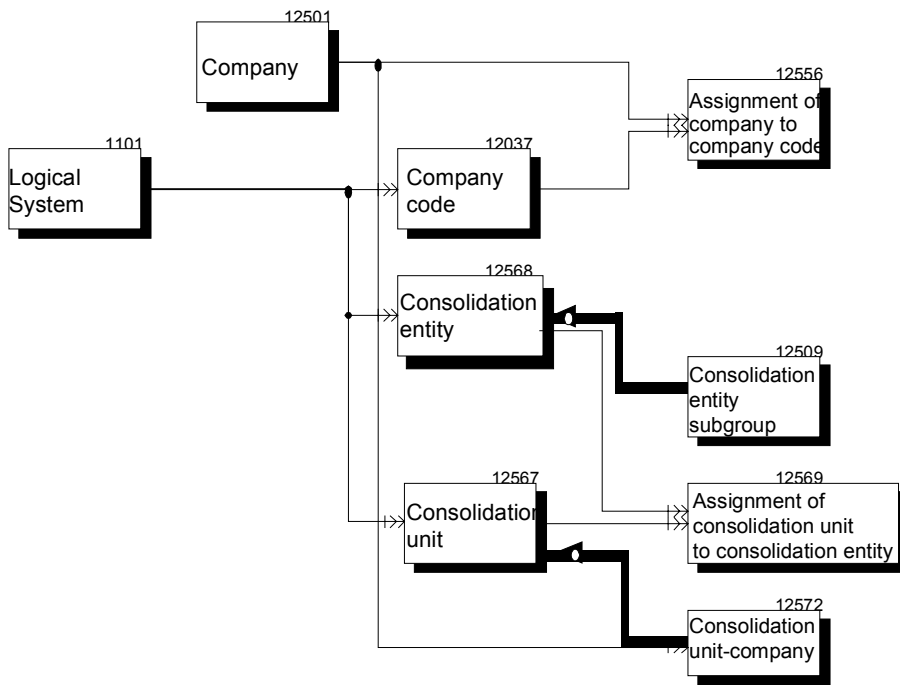 12501
Company
12556
Assignment of
company to
company code
1101
Logical
System
12037
Company
code
12568
Consolidation
entity
12509
Consolidation
entity
subgroup
12567
Consolidation
unit
12569
Assignment of
consolidation unit
to consolidation entity
12572
Consolidation
unit-company